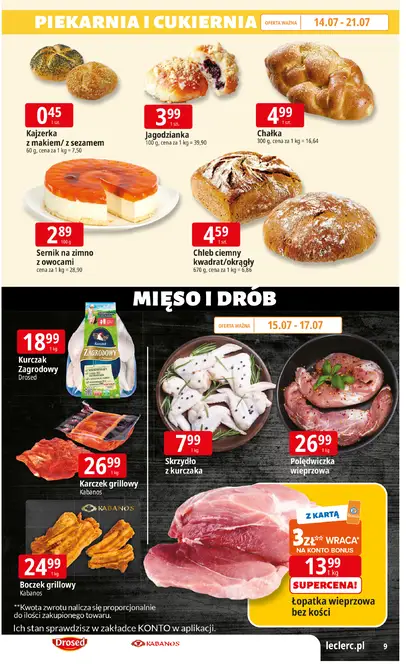 PIEKARNIA I CUKIERNIA
OFERTA WAŻNA
14.07 - 21.07
0 45
1 szt.
Kajzerka
z makiem/ z sezamem
60 g, cena za 1 kg = 7,50
3 99
1 szt.
Jagodzianka
100 g, cena za 1 kg = 39,90
4 99
1 szt.
Chałka
300 g, cena za 1 kg = 16,64
2 89
100 g
Sernik na zimno
z owocami
cena za 1 kg = 28,90
4 59
1 szt.
Chleb ciemny
kwadrat/okrągły
670 g, cena za 1 kg = 6,86
MIĘSO I DRÓB
OFERTA WAŻNA
15.07 - 17.07
ZAGRODOWY
18 99
1 kg
Kurczak
Zagrodowy
Drosed
26 99
1 kg
Karczek grillowy
Kabanos
KABANOS
24 99
1 kg
Boczek grillowy
Kabanos
7 99
1 kg
Skrzydło
z kurczaka
26 99
1 kg
Polędwiczka
wieprzowa
Z KARTĄ
3 ZŁ** WRACA*
NA KONTO BONUS
13 99
1 kg
SUPERCENA!
Łopatka wieprzowa
bez kości
**Kwota zwrotu nalicza się proporcjonalnie
do ilości zakupionego towaru.
Ich stan sprawdzisz w zakładce KONTO w aplikacji.
Drosed
KABANOS
leclerc.pl
9